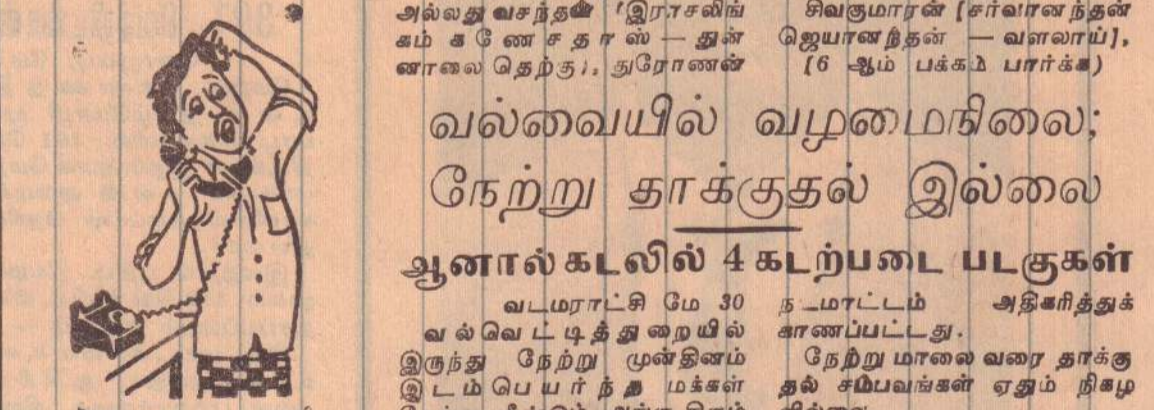 அல்லது வசந்தன் 'இராசலிங்
கம் கணேசதாஸ் — துன்
னாலை தெற்கு), துரோணன்
சிவகுமாரன் [சர்வானந்தன்
ஜெயானந்தன் — வளலாய்],
(6 ஆம் பக்கம் பார்க்க)
வல்வையில் வழமைநிலை;
நேற்று தாக்குதல் இல்லை
ஆனால் கடலில் 4 கடற்படை படகுகள்
வடமராட்சி மே 30
வல்வெட்டித்துறையில்
இருந்து நேற்று முன்தினம்
இடம்பெயர்ந்த மக்கள்
நடமாட்டம் அதிகரித்துக்
காணப்பட்டது.
நேற்று மாலை வரை தாக்கு
தல் சம்பவங்கள் ஏதும் நிகழ